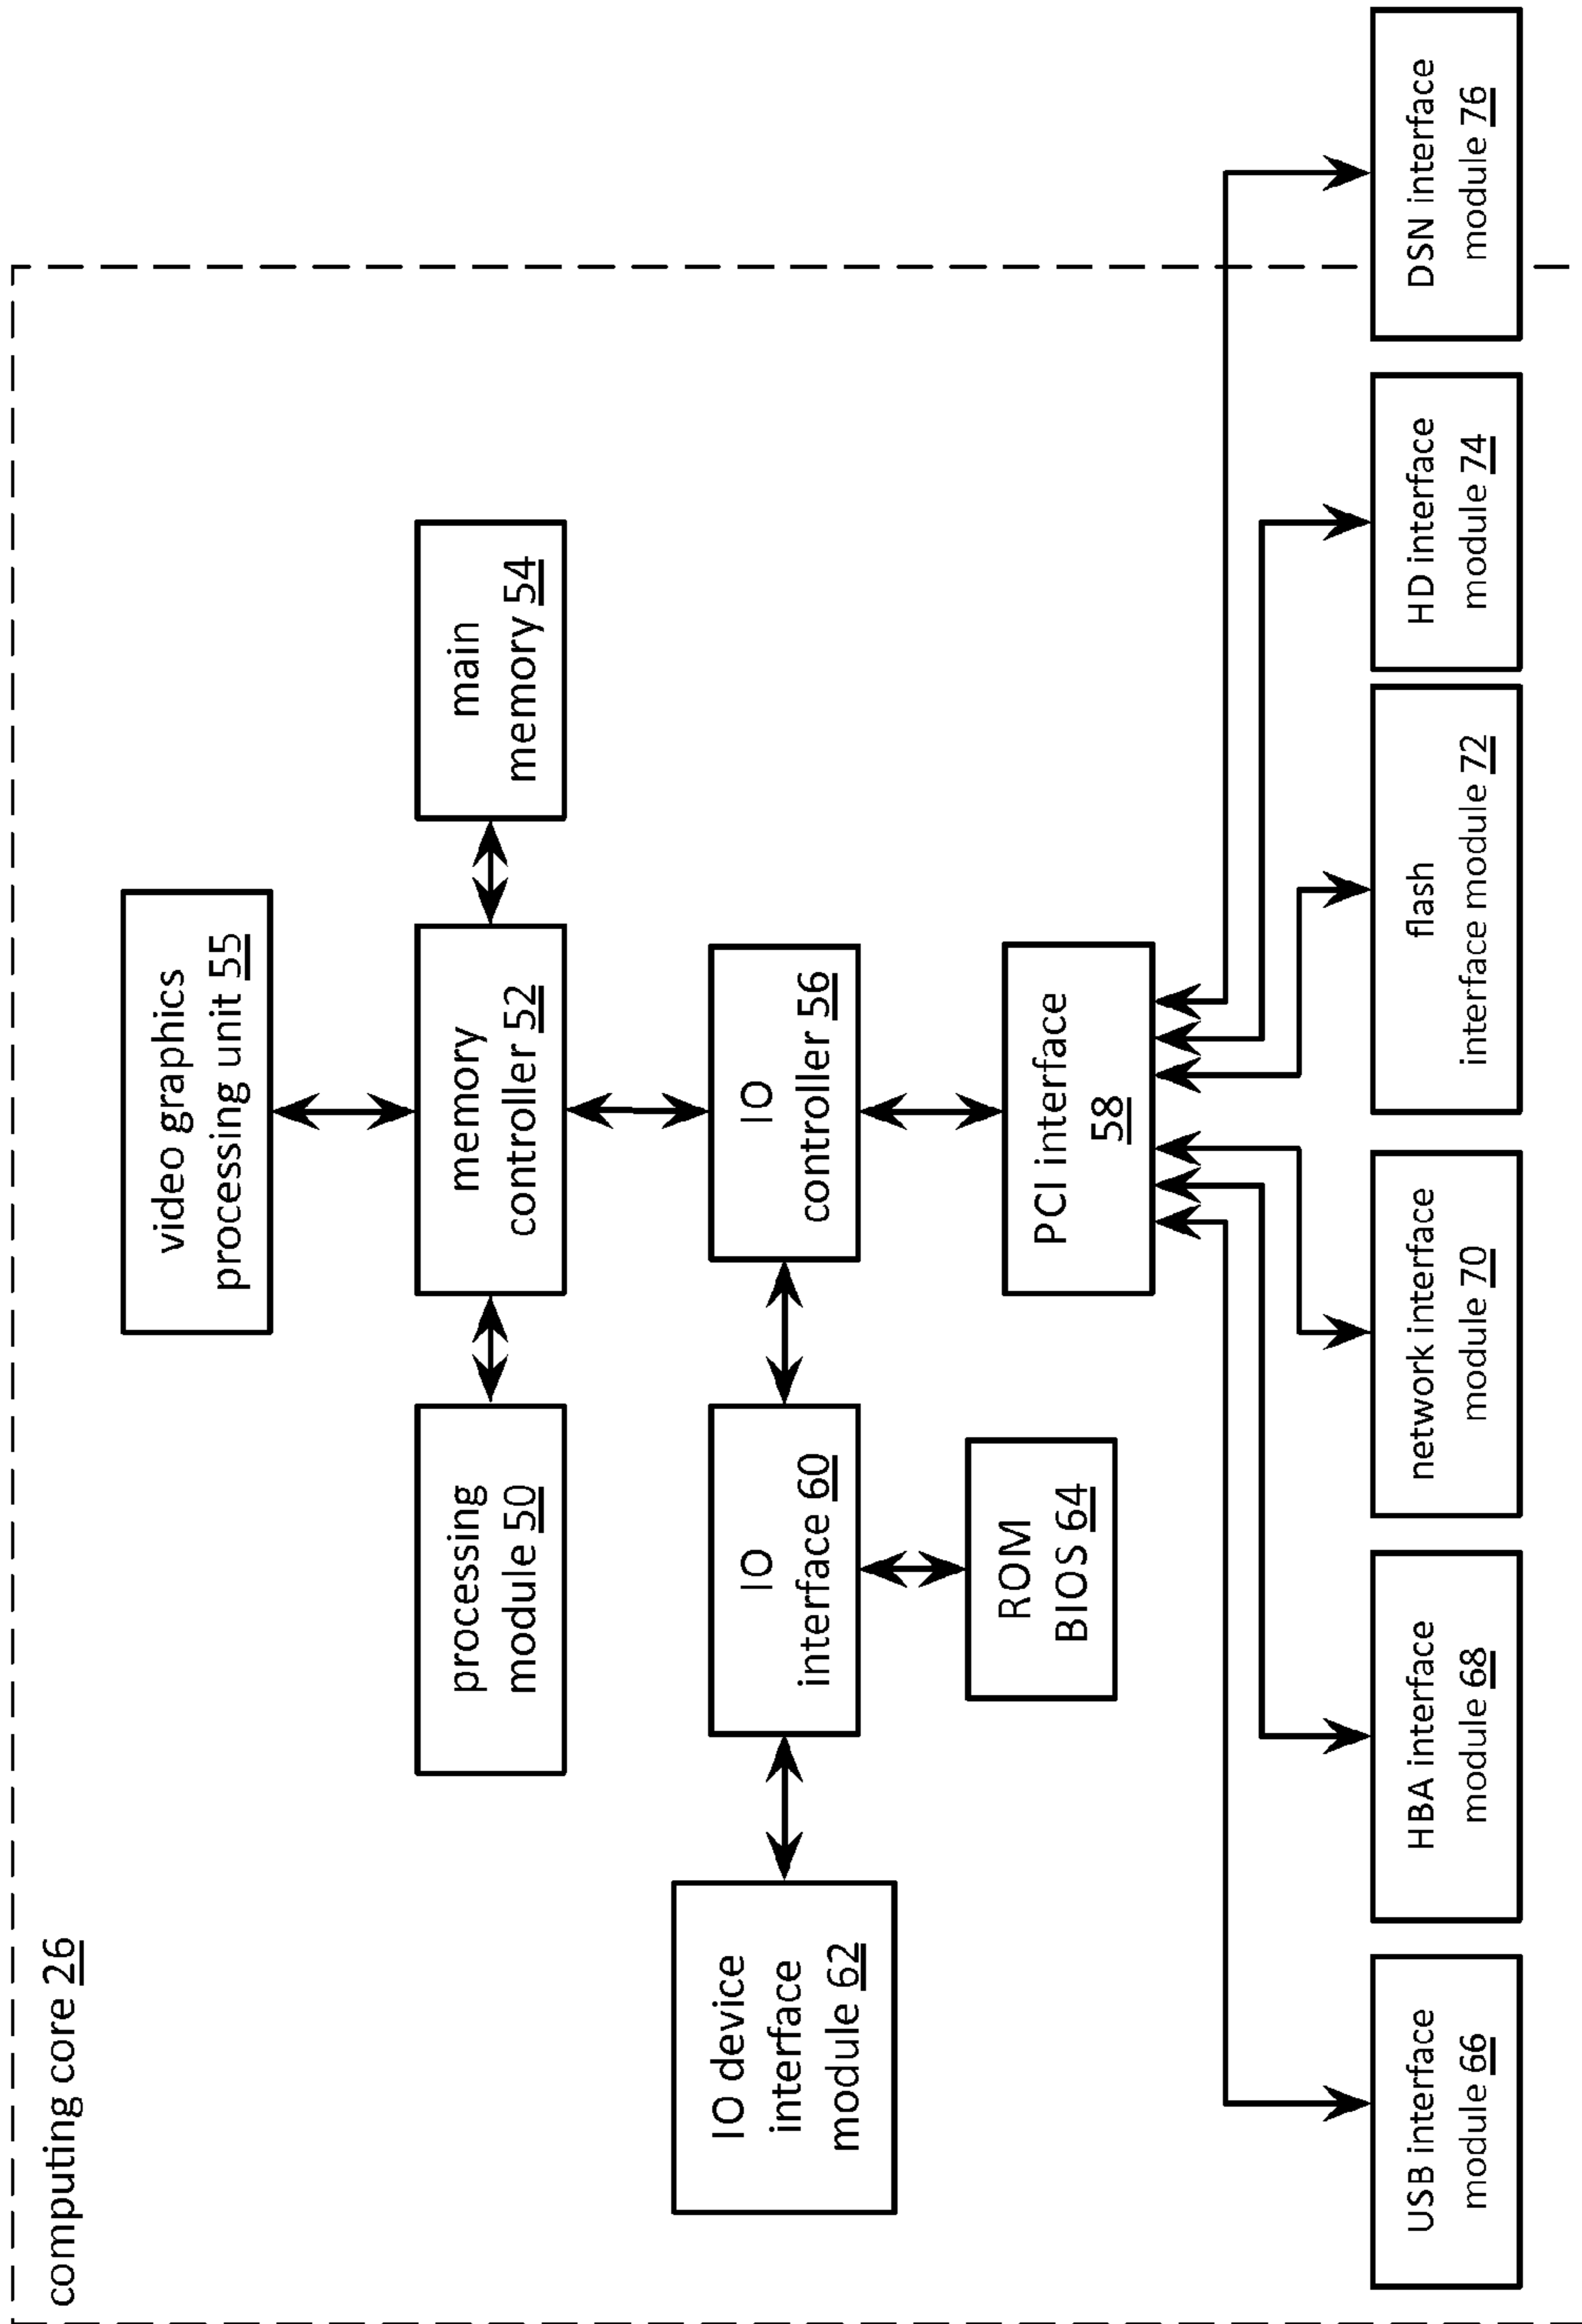 computing core 26
video graphics
processing unit 55
processing
module 50
memory
controller 52
main
memory 54
IO device
interface
module 62
IO
interface 60
IO
controller 56
ROM
BIOS 64
PCI interface
58
USB interface
module 66
HBA interface
module 68
network interface
module 70
flash
interface module 72
HD interface
module 74
DSN interface
module 76